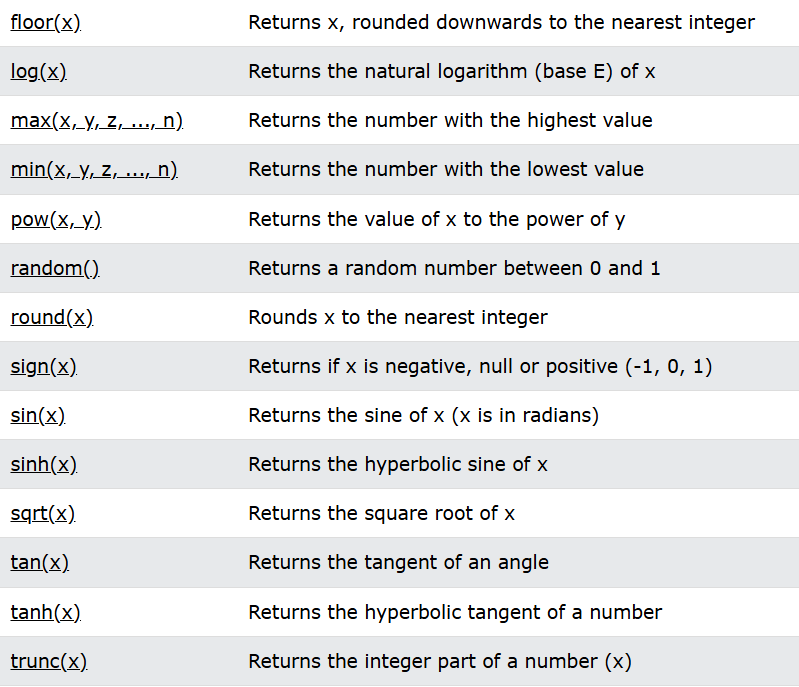 floor(x) Returns x, rounded downwards to the nearest integer
log(x) Returns the natural logarithm (base E) of x
max(x, y, z, ..., n) Returns the number with the highest value
min(x, y, z, ..., n) Returns the number with the lowest value
pow(x, y) Returns the value of x to the power of y
random() Returns a random number between 0 and 1
round(x) Rounds x to the nearest integer
sign(x) Returns if x is negative, null or positive (-1, 0, 1)
sin(x) Returns the sine of x (x is in radians)
sinh(x) Returns the hyperbolic sine of x
sqrt(x) Returns the square root of x
tan(x) Returns the tangent of an angle
tanh(x) Returns the hyperbolic tangent of a number
trunc(x) Returns the integer part of a number (x)